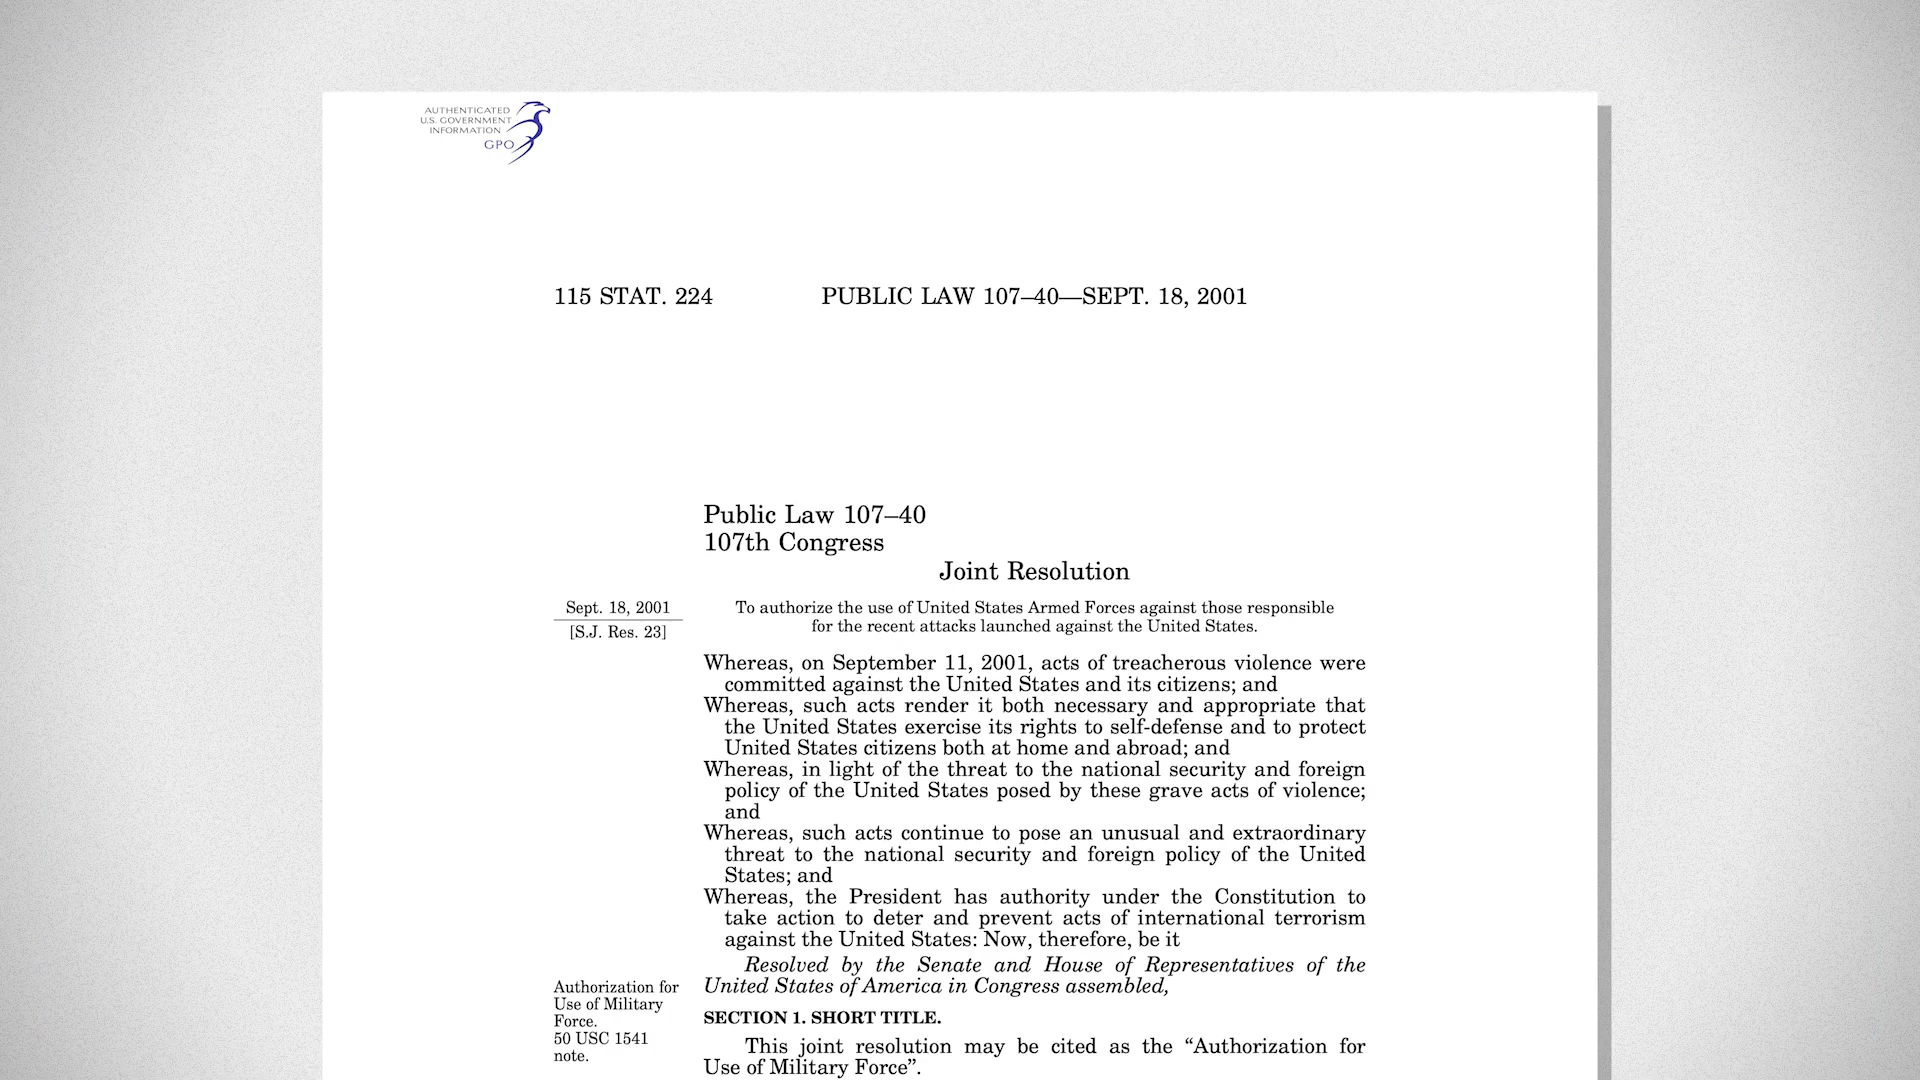 AUTHENTICATED
U.S. GOVERNMENT
INFORMATION
GPO
115 STAT. 224 PUBLIC LAW 107–40—SEPT. 18, 2001
Public Law 107–40
107th Congress
Joint Resolution
Sept. 18, 2001
[S.J. Res. 23]
To authorize the use of United States Armed Forces against those responsible
for the recent attacks launched against the United States.
Whereas, on September 11, 2001, acts of treacherous violence were
committed against the United States and its citizens; and
Whereas, such acts render it both necessary and appropriate that
the United States exercise its rights to self-defense and to protect
United States citizens both at home and abroad; and
Whereas, in light of the threat to the national security and foreign
policy of the United States posed by these grave acts of violence;
and
Whereas, such acts continue to pose an unusual and extraordinary
threat to the national security and foreign policy of the United
States; and
Whereas, the President has authority under the Constitution to
take action to deter and prevent acts of international terrorism
against the United States: Now, therefore, be it
Resolved by the Senate and House of Representatives of the
United States of America in Congress assembled,
Authorization for
Use of Military
Force.
50 USC 1541
note.
SECTION 1. SHORT TITLE.
This joint resolution may be cited as the “Authorization for
Use of Military Force”.